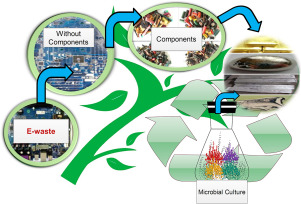 Without
Components
Components
E-waste
Microbial Culture